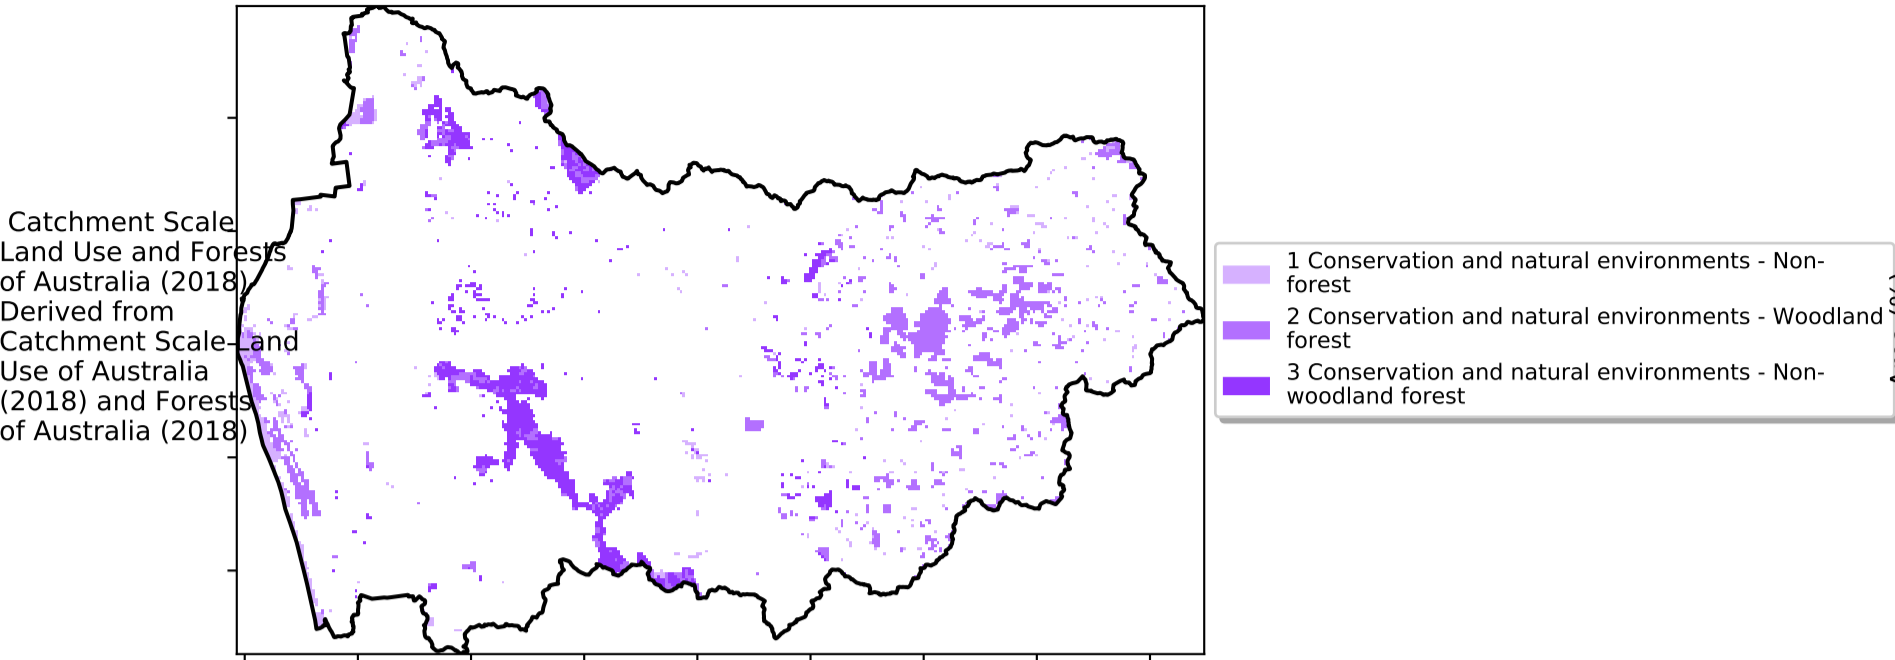 Catchment Scale
Land Use and Forests
of Australia (2018)
Derived from
Catchment Scale Land
Use of Australia
(2018) and Forests
of Australia (2018)
1 Conservation and natural environments - Non-
forest
2 Conservation and natural environments - Woodland
forest
3 Conservation and natural environments - Non-
woodland forest